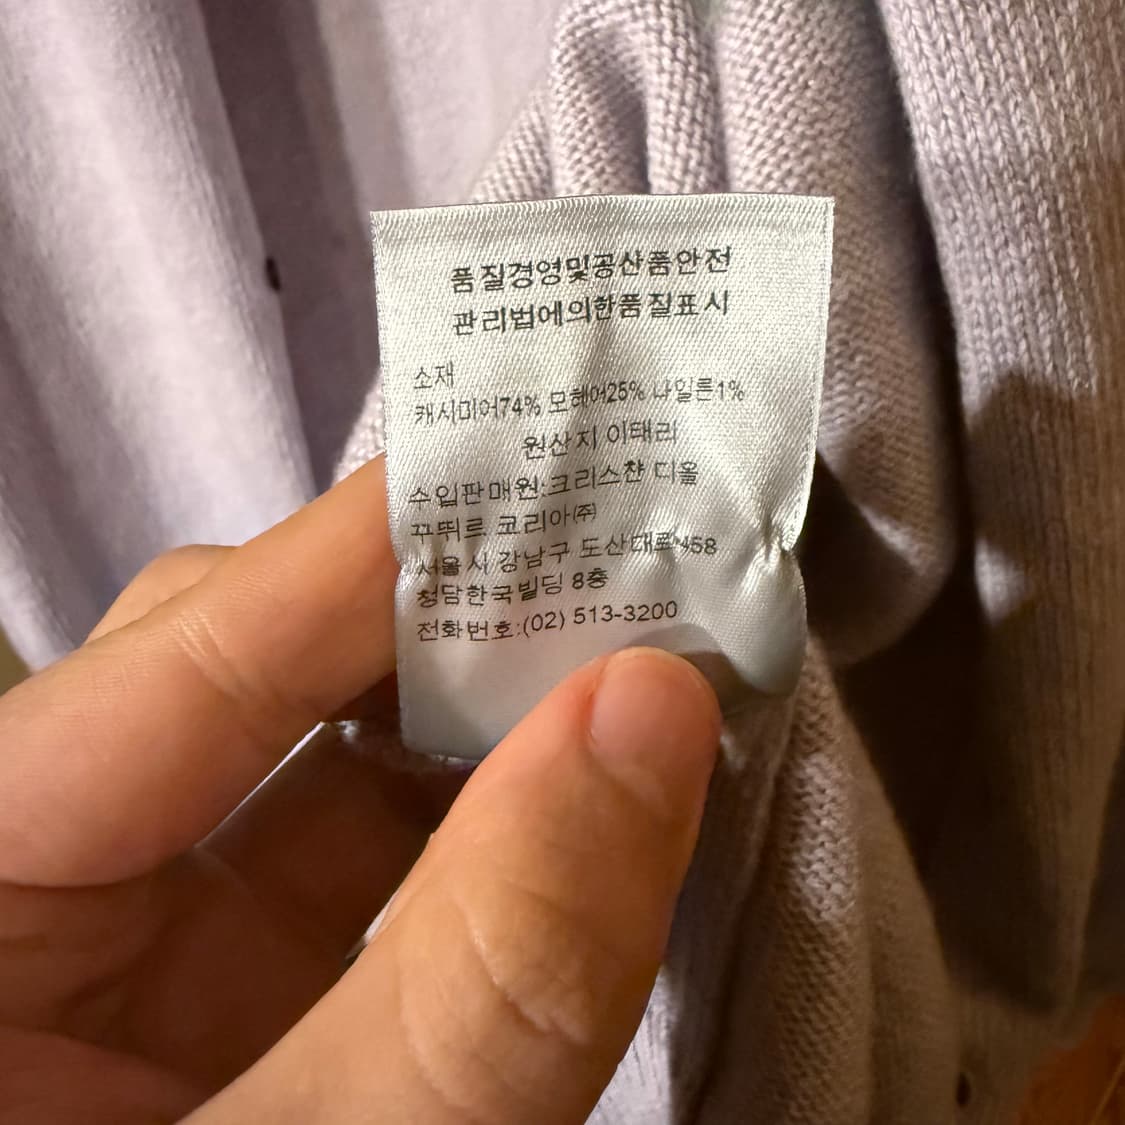 품질경영및공산품안전
관리법에의한품질표시
소재
캐시미어74% 모헤어25% 나일론1%
원산지 이태리
수입판매원:크리스챤 디올
꾸뛰르 코리아㈜
서울시 강남구 도산대로458
청담한국빌딩 8층
전화번호:(02) 513-3200